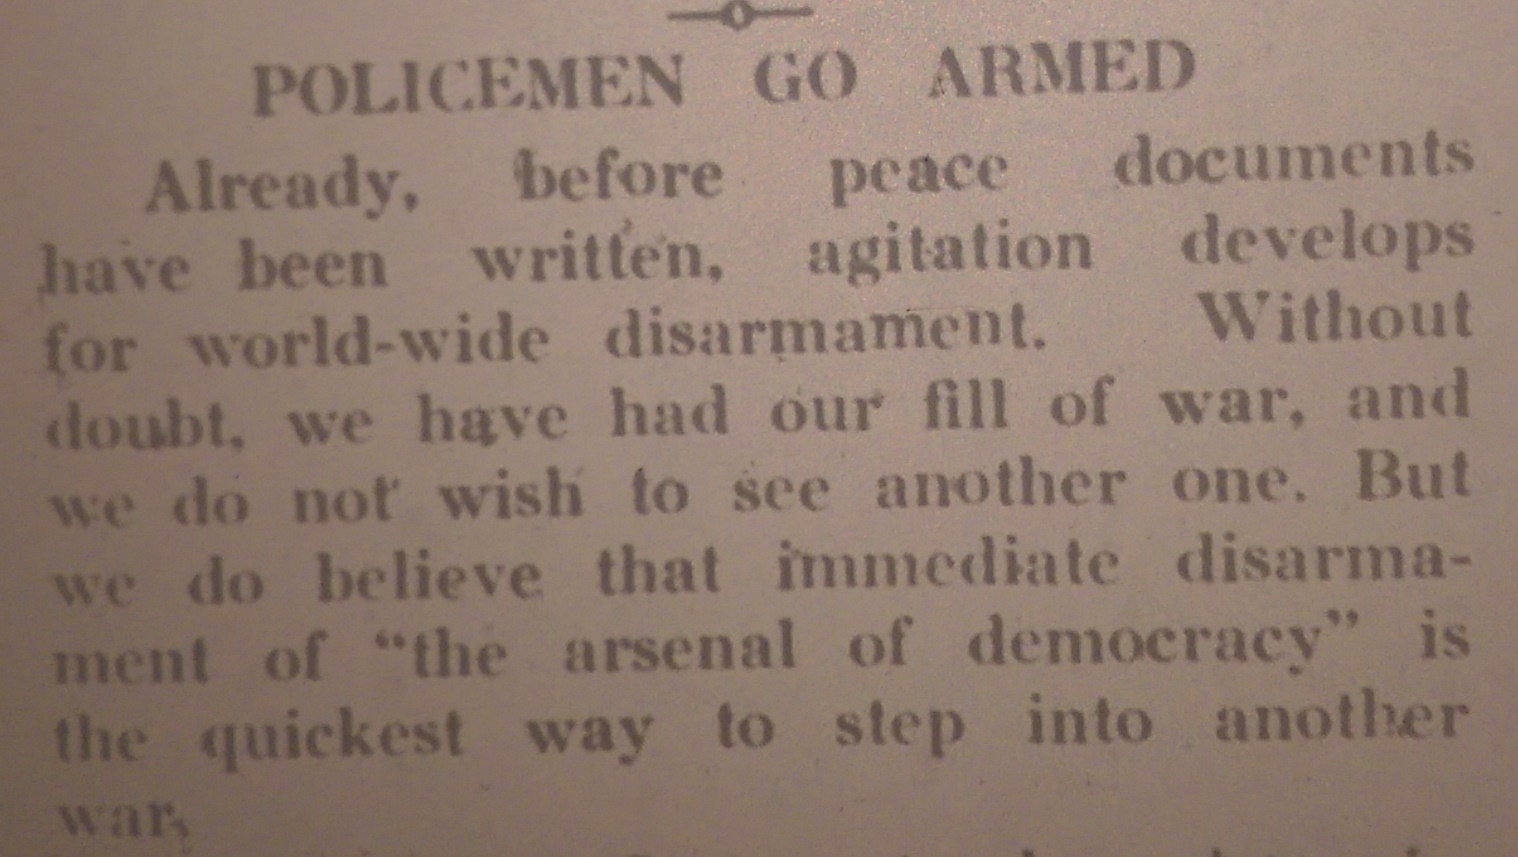 POLICEMEN GO ARMED
Already, before peace documents
have been written, agitation develops
for world-wide disarmament. Without
doubt, we have had our fill of war, and
we do not wish to see another one. But
we do believe that immediate disarma-
ment of “the arsenal of democracy” is
the quickest way to step into another
war.